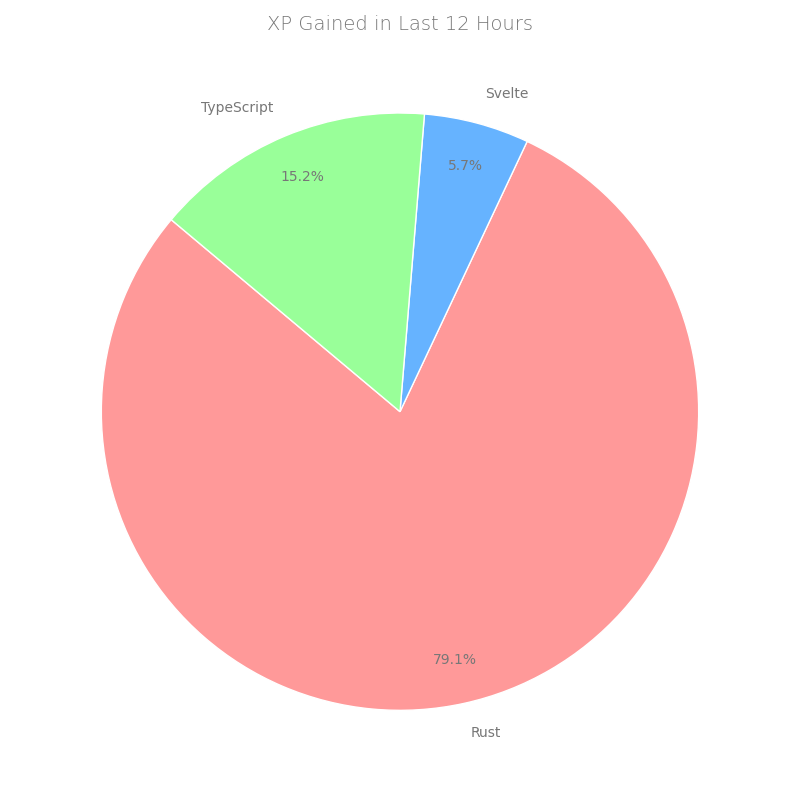 XP Gained in Last 12 Hours
Svelte
TypeScript
5.7%
15.2%
79.1%
Rust